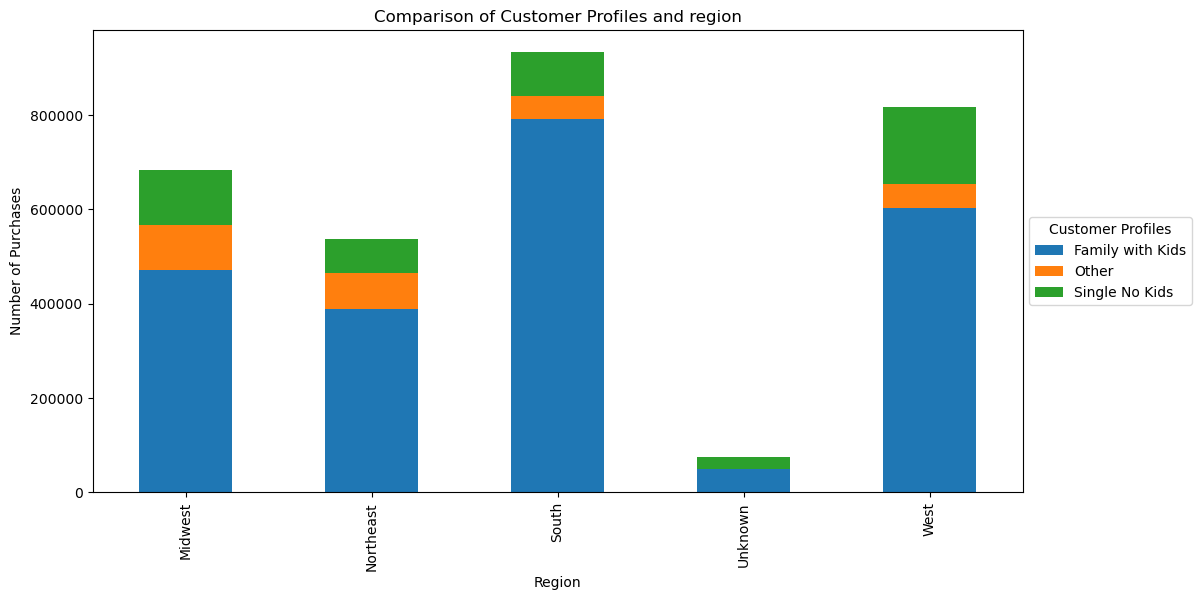 Comparison of Customer Profiles and region
Number of Purchases
800000
600000
400000
200000
0
Midwest
Northeast
South
Unknown
West
Region
Customer Profiles
Family with Kids
Other
Single No Kids